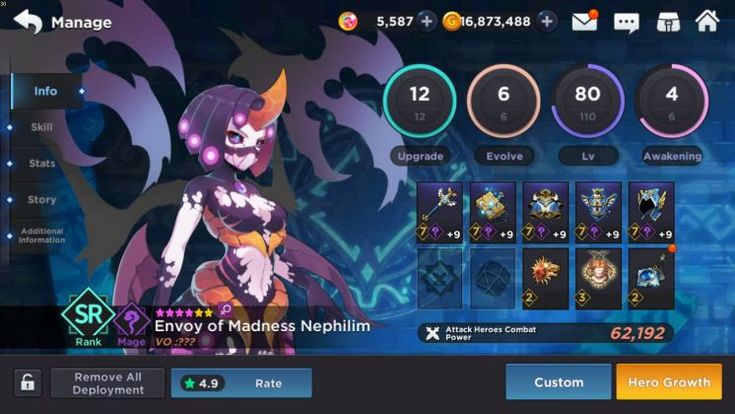 30
Manage
5,587
G 16,873,488
Info
Skill
Stats
Story
Additional
Information
12
12
Upgrade
6
6
Evolve
80
110
Lv
4
6
Awakening
7 +9
7 +9
7 +9
7 +9
7 +9
2
3
2
SR
Rank
Mage
Envoy of Madness Nephilim
VO :???
Attack Heroes Combat
Power
62,192
Remove All
Deployment
4.9
Rate
Custom
Hero Growth